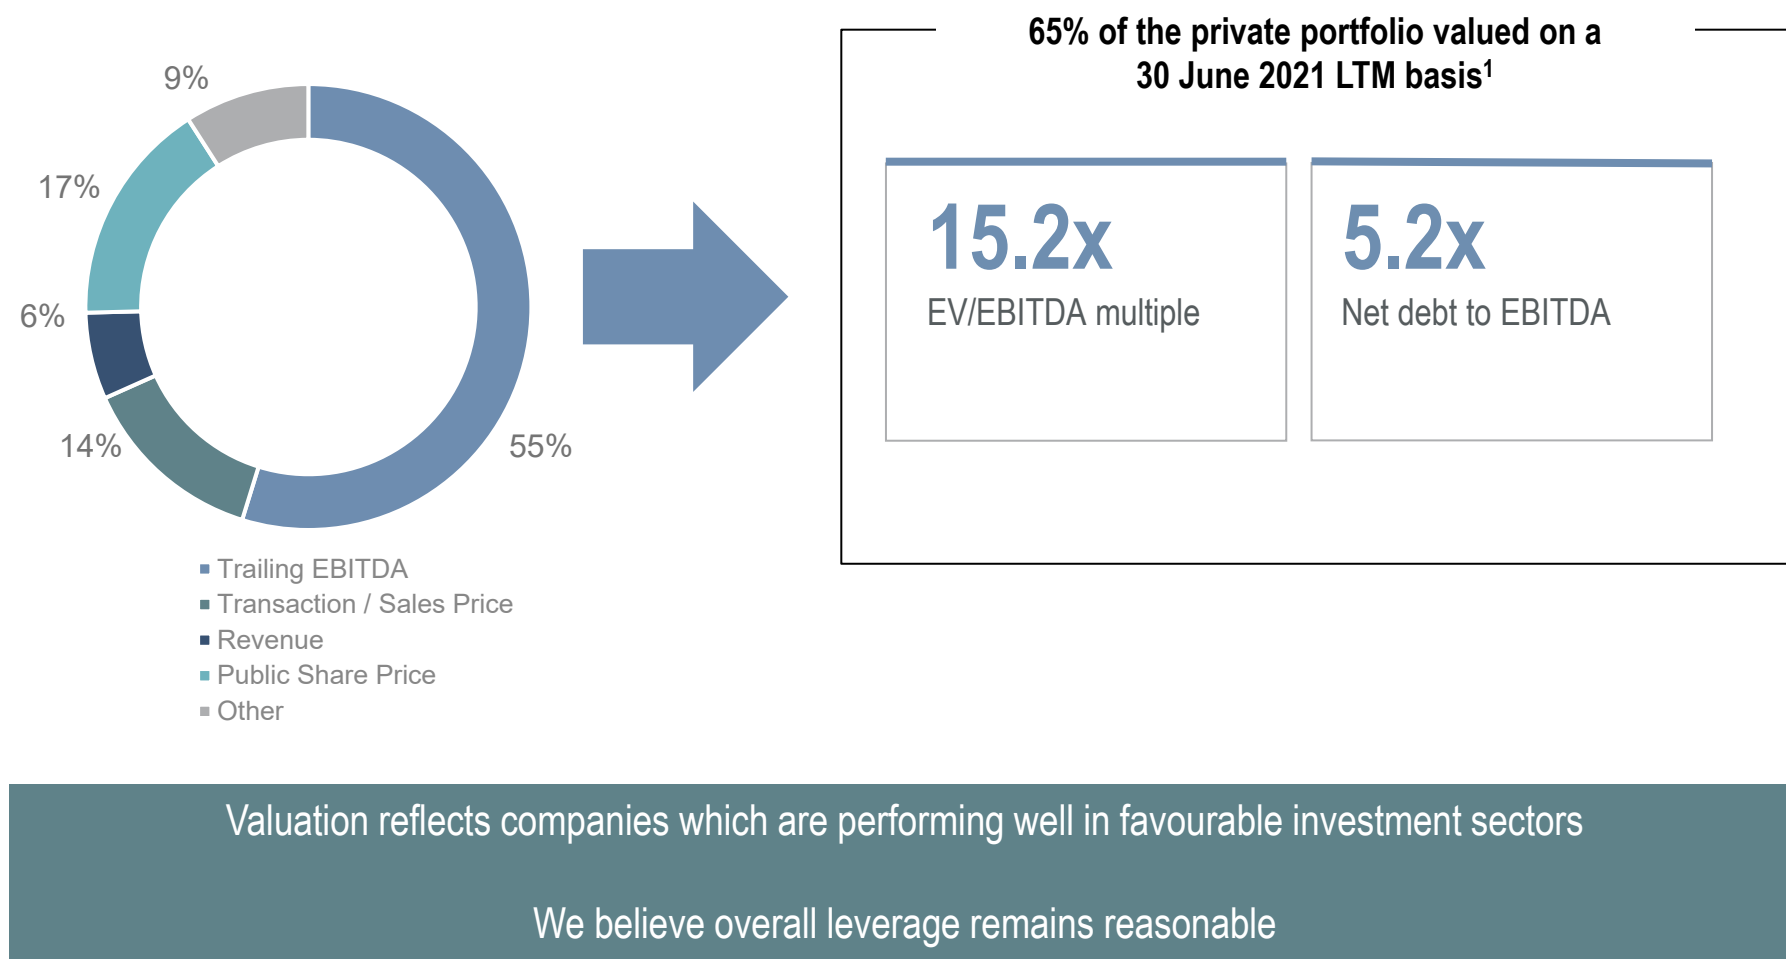 9%
17%
6%
14%
55%
Trailing EBITDA
Transaction / Sales Price
Revenue
Public Share Price
Other
65% of the private portfolio valued on a
30 June 2021 LTM basis¹
15.2x
EV/EBITDA multiple
5.2x
Net debt to EBITDA
Valuation reflects companies which are performing well in favourable investment sectors
We believe overall leverage remains reasonable